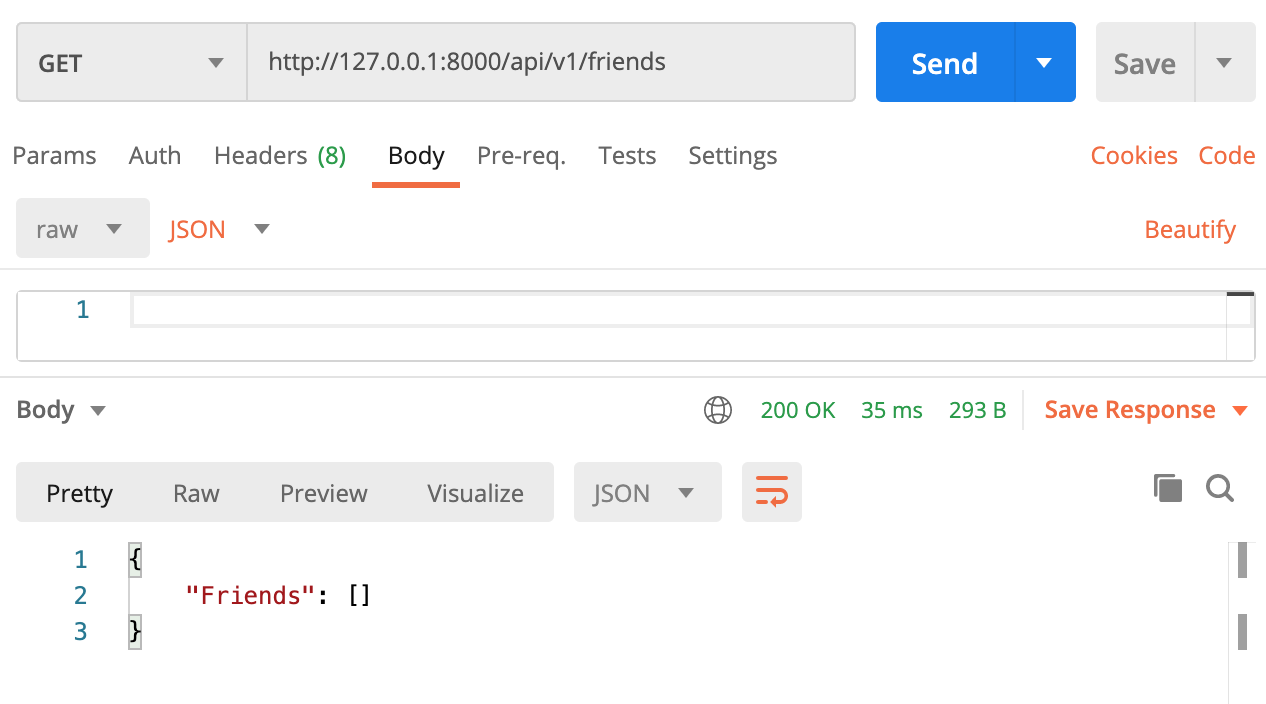 GET http://127.0.0.1:8000/api/v1/friends Send Save
Params Auth Headers (8) Body Pre-req. Tests Settings Cookies Code
raw JSON Beautify
1
Body 200 OK 35 ms 293 B Save Response
Pretty Raw Preview Visualize JSON
1 {
2 "Friends": []
3 }